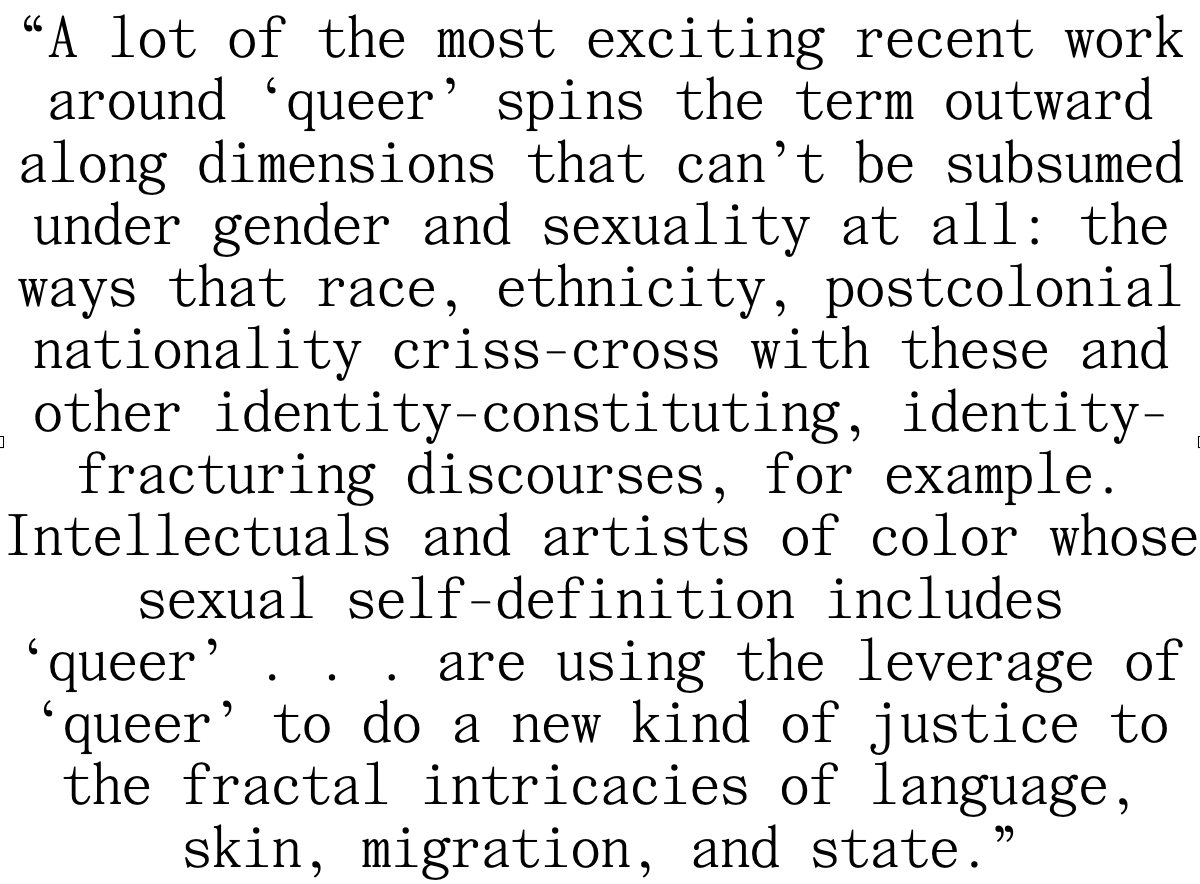 “A lot of the most exciting recent work
around ‘queer’ spins the term outward
along dimensions that can’t be subsumed
under gender and sexuality at all: the
ways that race, ethnicity, postcolonial
nationality criss-cross with these and
other identity-constituting, identity-
fracturing discourses, for example.
Intellectuals and artists of color whose
sexual self-definition includes
‘queer’ . . . are using the leverage of
‘queer’ to do a new kind of justice to
the fractal intricacies of language,
skin, migration, and state.”